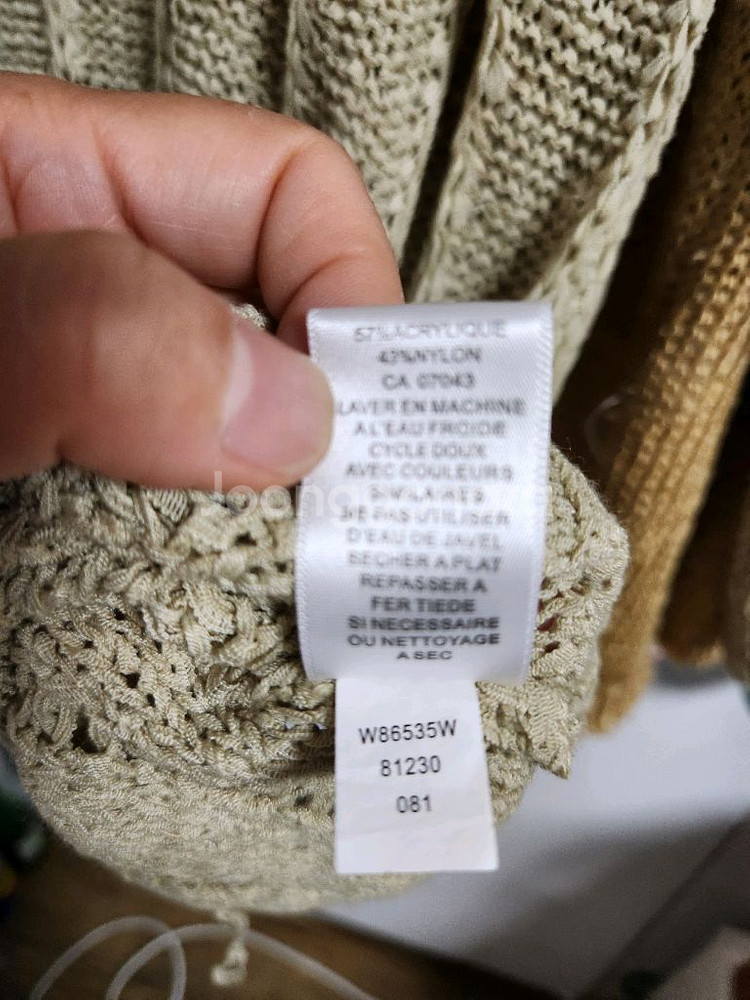 57%ACRYLIQUE
43%NYLON
CA 07043
LAVER EN MACHINE
A L'EAU FROIDE
CYCLE DOUX
AVEC COULEURS
SIMILAIRES
NE PAS UTILISER
D'EAU DE JAVEL
SECHER A PLAT
REPASSER A
FER TIEDE
SI NECESSAIRE
OU NETTOYAGE
A SEC
W86535W
81230
081